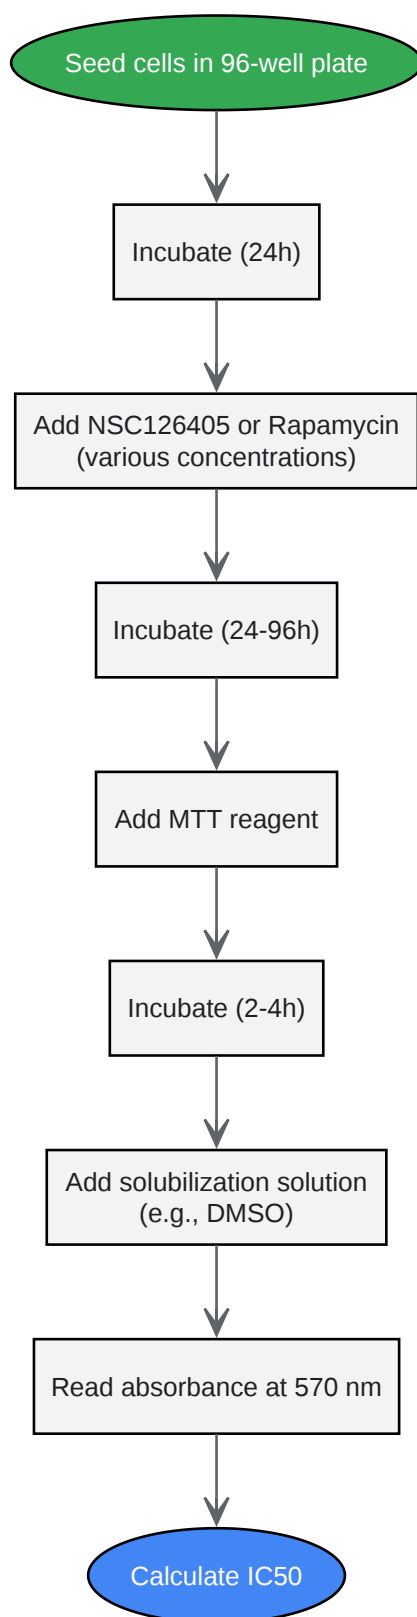 Seed cells in 96-well plate
Incubate (24h)
Add NSC126405 or Rapamycin
(various concentrations)
Incubate (24-96h)
Add MTT reagent
Incubate (2-4h)
Add solubilization solution
(e.g., DMSO)
Read absorbance at 570 nm
Calculate IC50